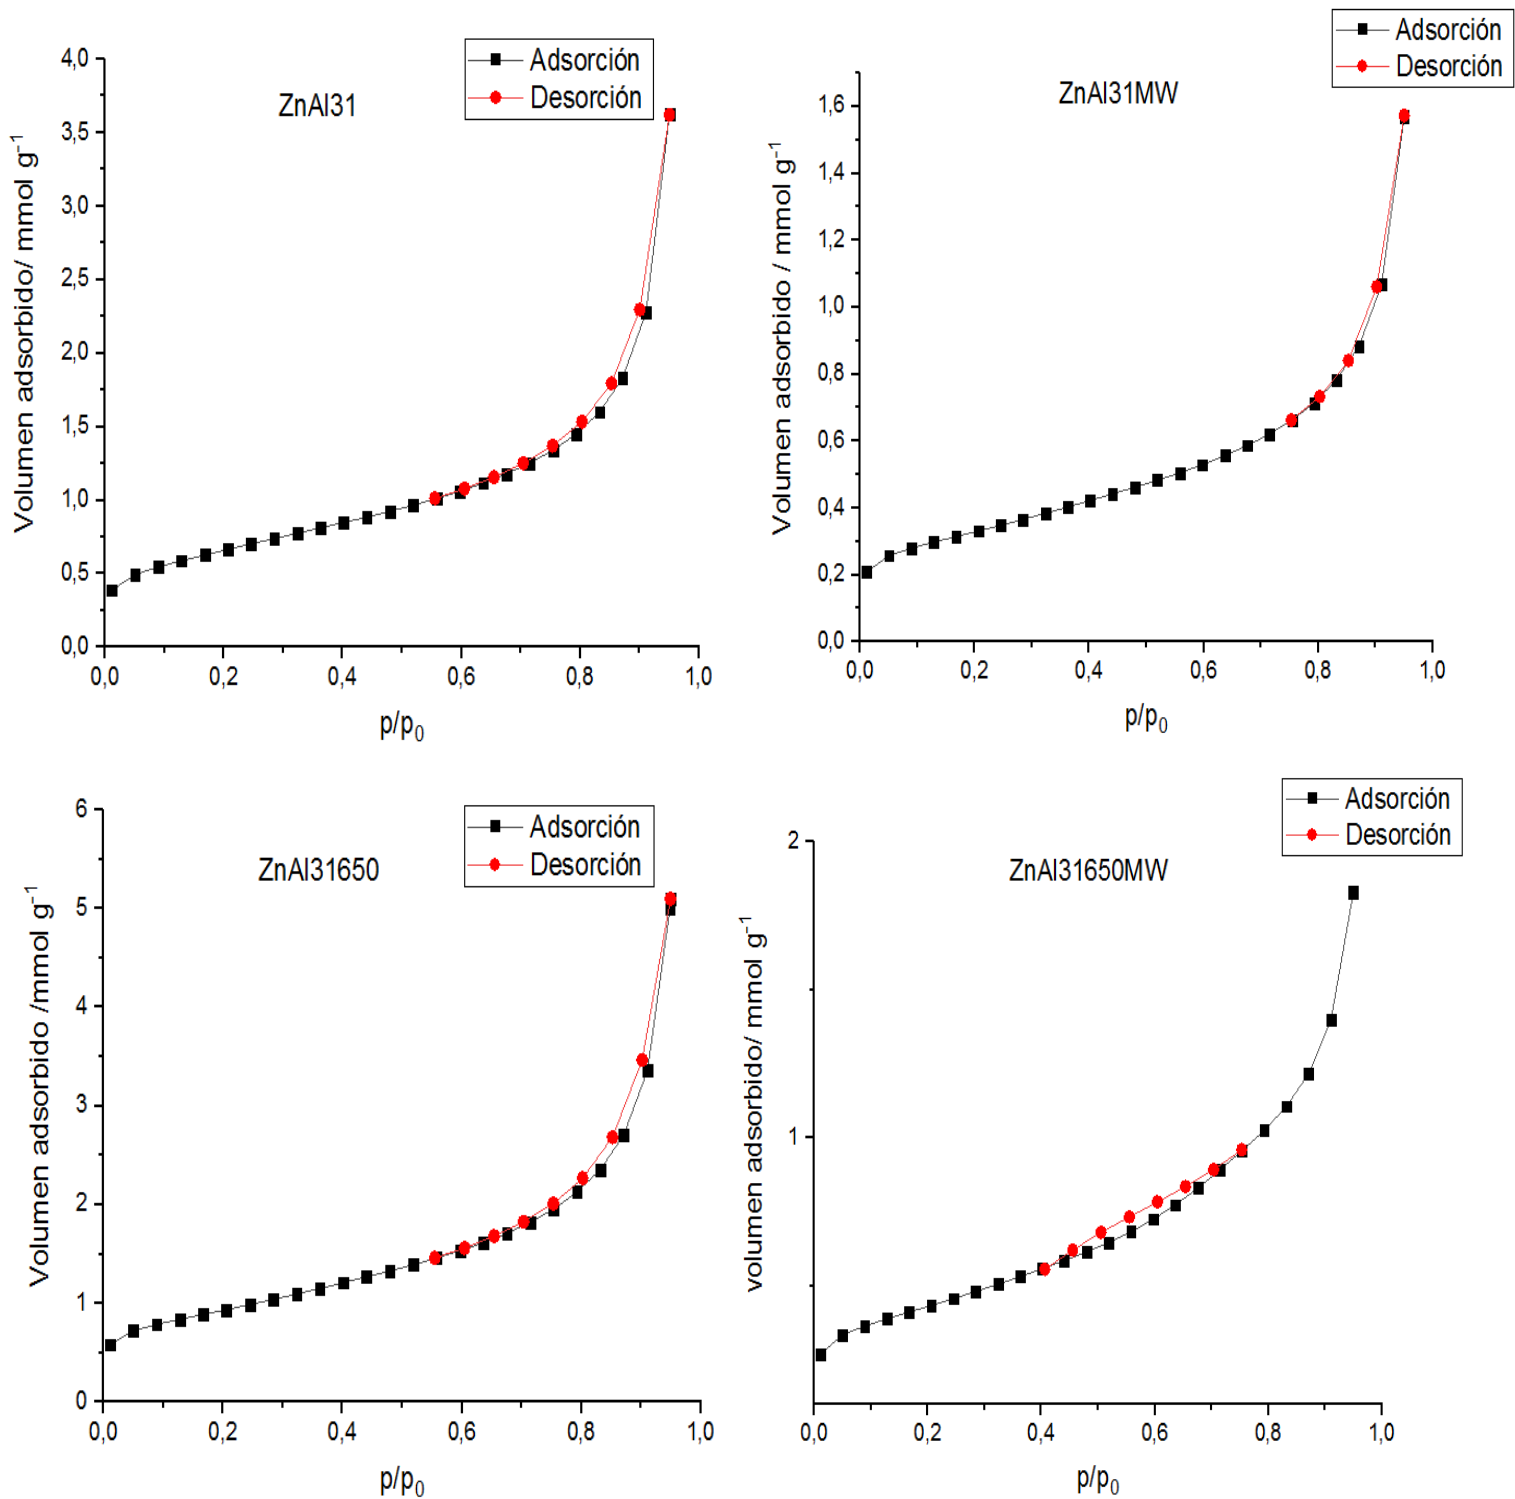 Adsorción
Desorción
ZnAl31
4,0
3,5
3,0
2,5
2,0
1,5
1,0
0,5
0,0
Volumen adsorbido/ mmol g⁻¹
0,0 0,2 0,4 0,6 0,8 1,0
p/p₀
Adsorción
Desorción
ZnAl31MW
1,6
1,4
1,2
1,0
0,8
0,6
0,4
0,2
0,0
Volumen adsorbido / mmol g⁻¹
0,0 0,2 0,4 0,6 0,8 1,0
p/p₀
Adsorción
Desorción
ZnAl31650
6
5
4
3
2
1
0
Volumen adsorbido /mmol g⁻¹
0,0 0,2 0,4 0,6 0,8 1,0
p/p₀
Adsorción
Desorción
ZnAl31650MW
2
1
volumen adsorbido/ mmol g⁻¹
0,0 0,2 0,4 0,6 0,8 1,0
p/p₀